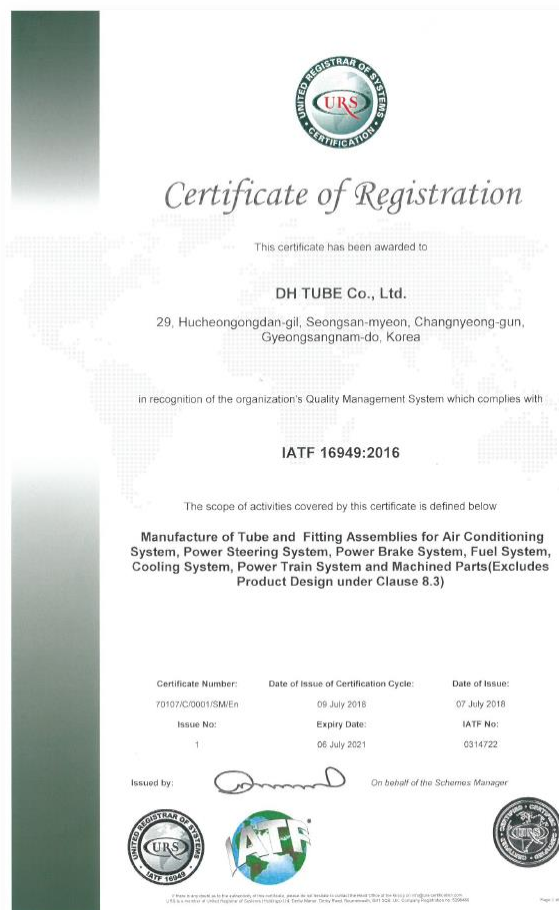 UNITED REGISTRAR OF SYSTEMS
URS
CERTIFICATION
Certificate of Registration
This certificate has been awarded to
DH TUBE Co., Ltd.
29, Hucheongongdan-gil, Seongsan-myeon, Changnyeong-gun,
Gyeongsangnam-do, Korea
in recognition of the organization's Quality Management System which complies with
IATF 16949:2016
The scope of activities covered by this certificate is defined below
Manufacture of Tube and Fitting Assemblies for Air Conditioning
System, Power Steering System, Power Brake System, Fuel System,
Cooling System, Power Train System and Machined Parts(Excludes
Product Design under Clause 8.3)
Certificate Number: Date of Issue of Certification Cycle: Date of Issue:
70107/C/0001/SM/En 09 July 2018 07 July 2018
Issue No: Expiry Date: IATF No:
1 06 July 2021 0314722
Issued by: On behalf of the Schemes Manager
UNITED REGISTRAR OF SYSTEMS
URS
IATF 16949
IATF
URS